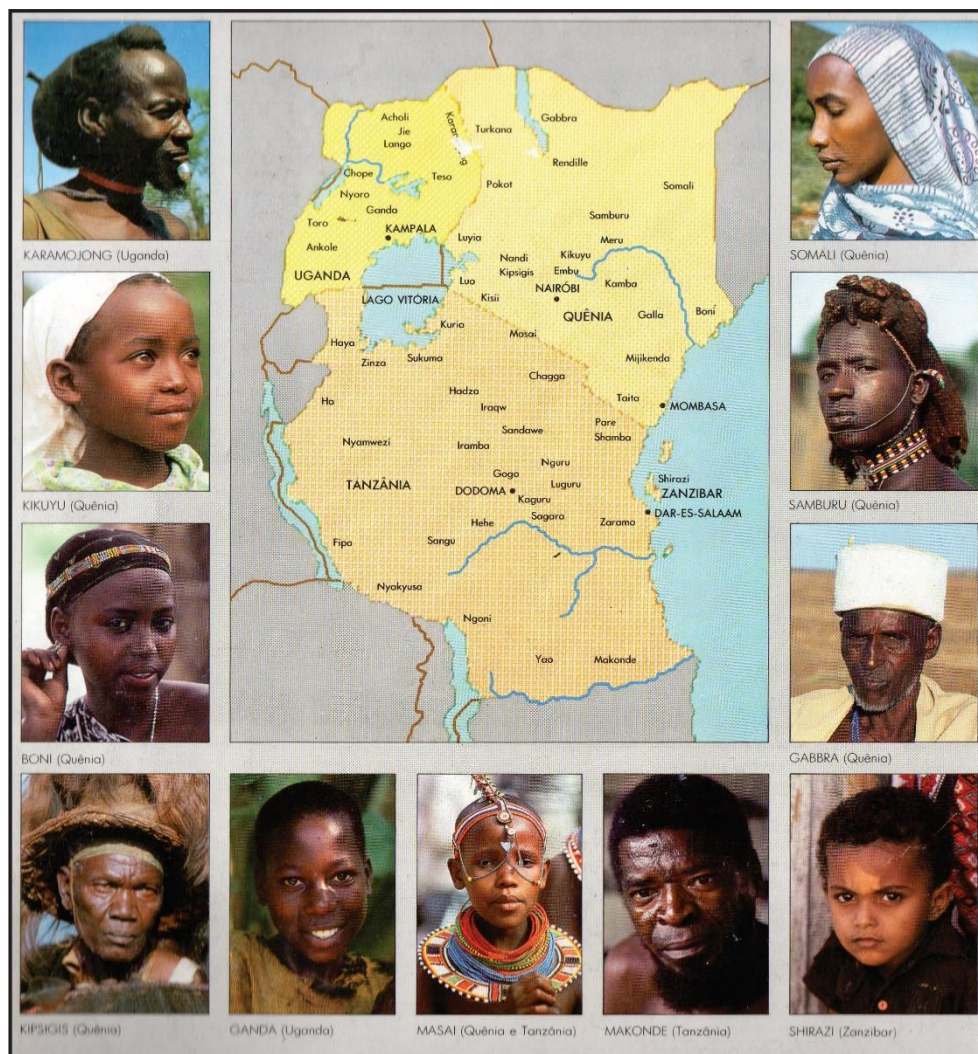 KARAMOJONG (Uganda)
KIKUYU (Quênia)
BONI (Quênia)
KIPSIGIS (Quênia)
Acholi
Jie
Lango
Karamojong
Turkana
Gabbra
Rendille
Chope
Teso
Pokot
Somali
Nyoro
Ganda
Samburu
Toro
KAMPALA
Luyia
Meru
Ankole
Nandi
Kikuyu
Kipsigis
Embu
UGANDA
Luo
Kamba
LAGO VITÓRIA
Kisii
NAIRÓBI
QUÊNIA
Galla
Boní
Kuria
Masai
Haya
Zinza
Sukuma
Mijikenda
Chagga
Ha
Hadza
Taita
MOMBASA
Iraqw
Sandawe
Pare
Shamba
Nyamwezi
Iramba
Nguru
TANZÂNIA
Gogo
Luguru
Shirazi
DODOMA
ZANZIBAR
Kaguru
Sagara
DAR-ES-SALAAM
Hehe
Zaramo
Fipa
Sangu
Nyakyusa
Ngoni
Yao
Makonde
SOMALI (Quênia)
SAMBURU (Quênia)
GABBRA (Quênia)
GANDA (Uganda)
MASAI (Quênia e Tanzânia)
MAKONDE (Tanzânia)
SHIRAZI (Zanzibar)